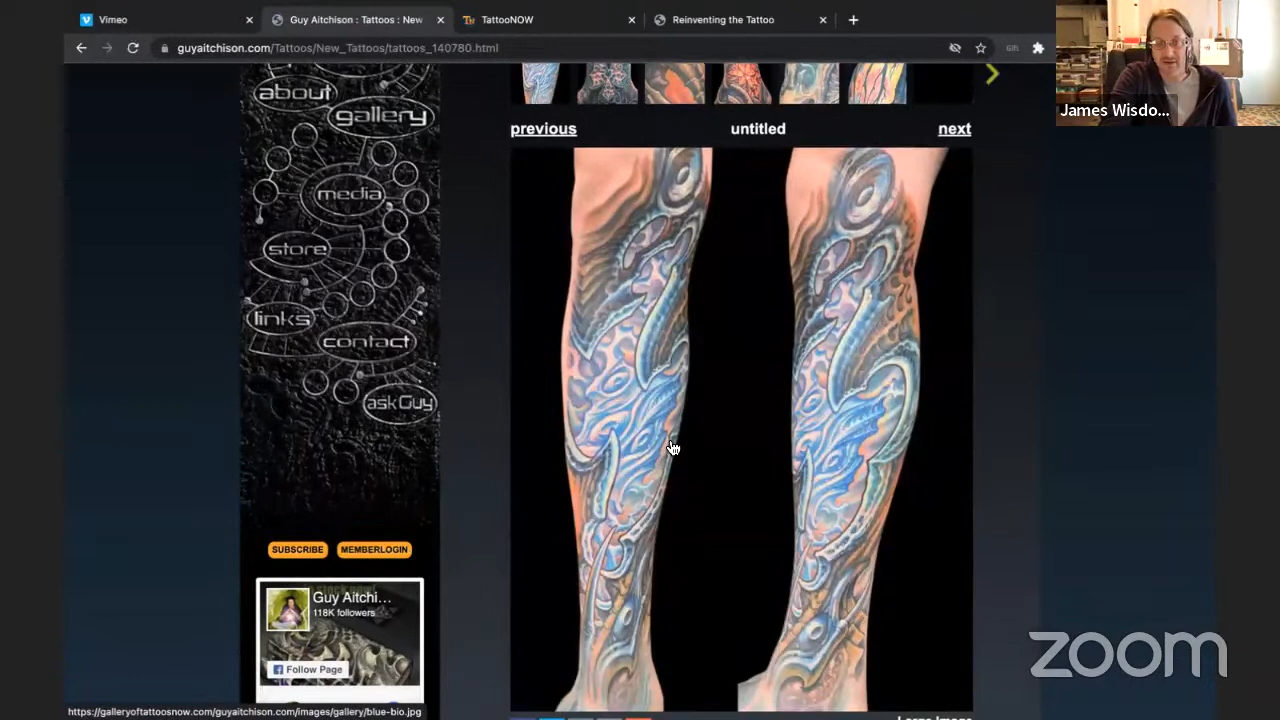 Vimeo
Guy Aitchison : Tattoos : New
TattooNOW
Reinventing the Tattoo
guyaitchison.com/Tattoos/New_Tattoos/tattoos_140780.html
James Wisdo...
about
gallery
previous
untitled
next
media
store
links
contact
askGuy
SUBSCRIBE
MEMBERLOGIN
Guy Aitchi...
118K followers
Follow Page
zoom
https://galleryoftattoosnow.com/guyaitchison.com/images/gallery/blue-bio.jpg